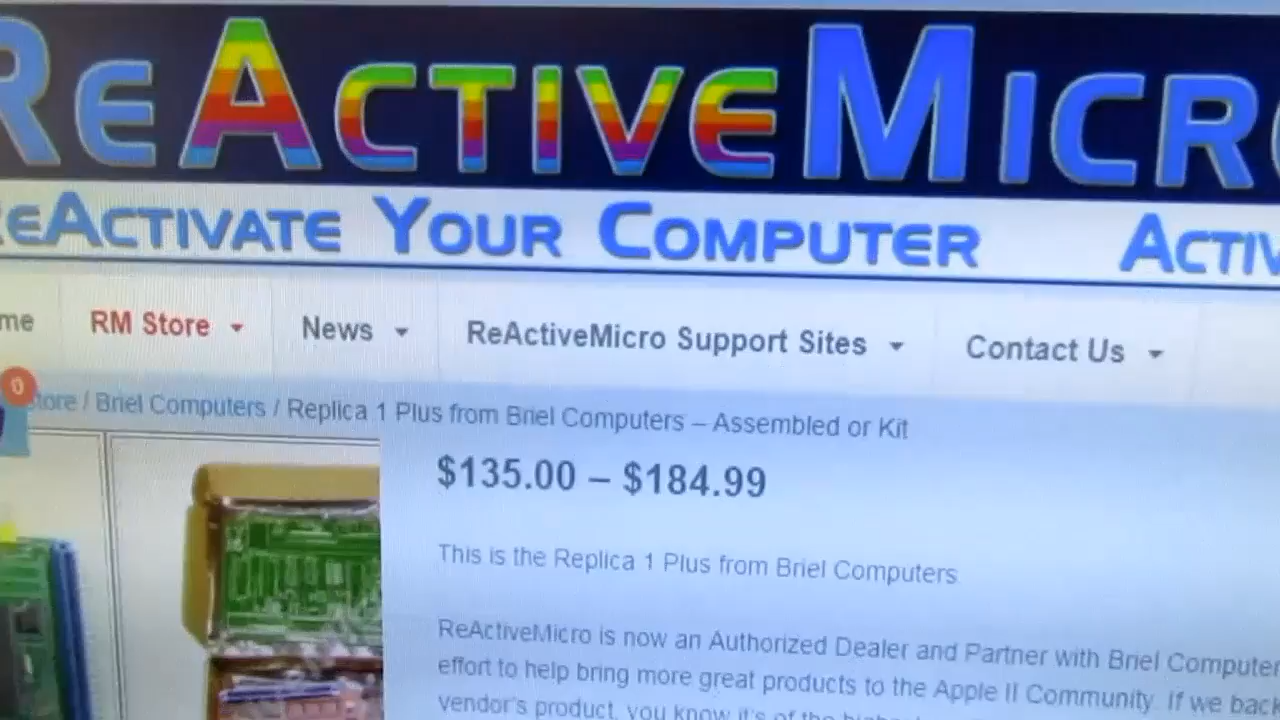 ReActiveMicr
ReActivate Your Computer Activ
me RM Store News ReActiveMicro Support Sites Contact Us
0
tore / Briel Computers / Replica 1 Plus from Briel Computers – Assembled or Kit
$135.00 – $184.99
This is the Replica 1 Plus from Briel Computers
ReActiveMicro is now an Authorized Dealer and Partner with Briel Computer
effort to help bring more great products to the Apple II Community. If we back
vendor's product, you know it's of the